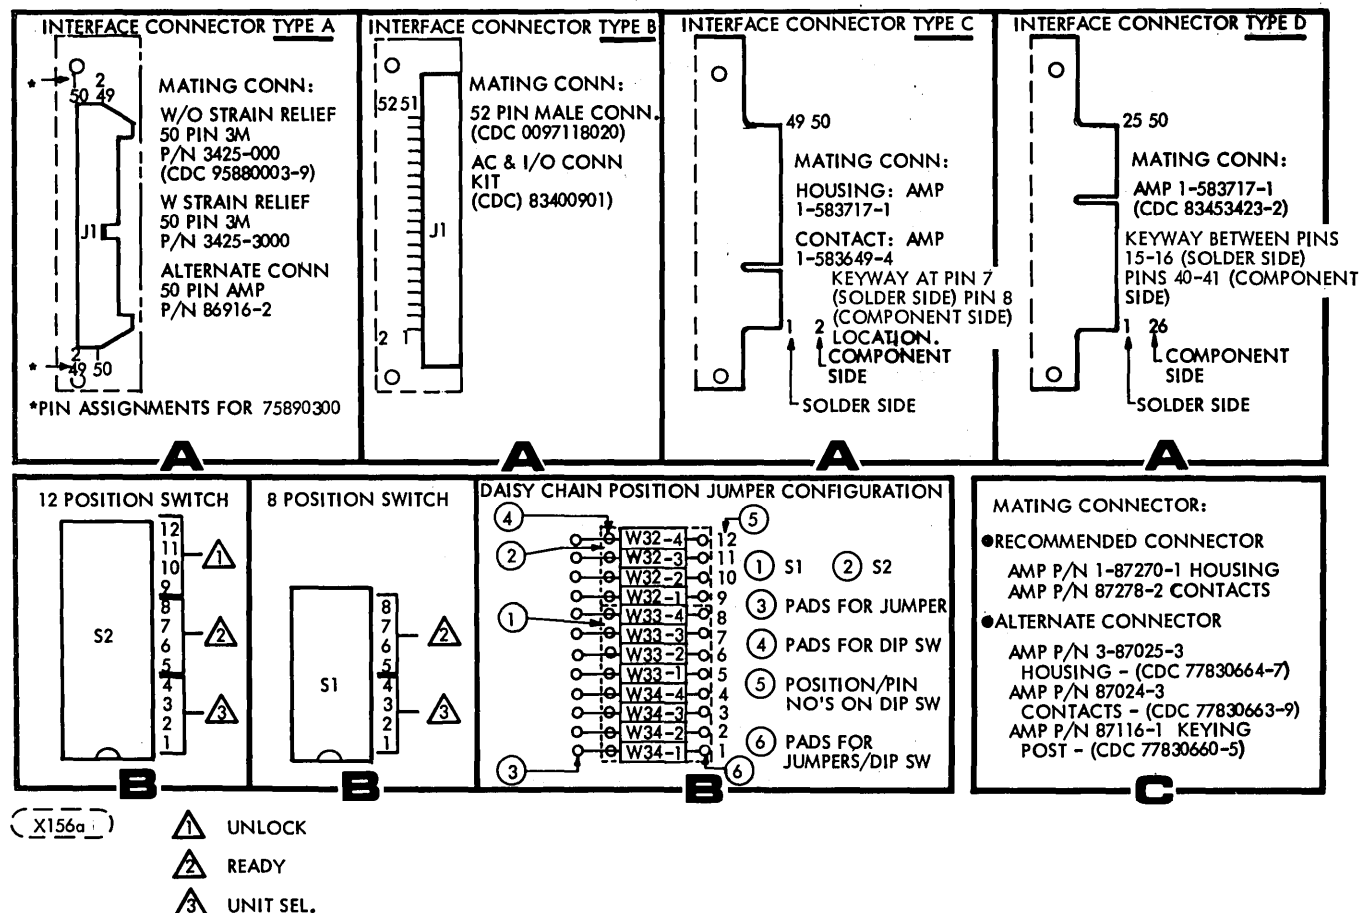 INTERFACE CONNECTOR TYPE A
* 1 2
50 49
MATING CONN:
W/O STRAIN RELIEF
50 PIN 3M
P/N 3425-000
(CDC 95880003-9)
W STRAIN RELIEF
50 PIN 3M
P/N 3425-3000
ALTERNATE CONN
50 PIN AMP
P/N 86916-2
J1
2 1
* 49 50
*PIN ASSIGNMENTS FOR 75890300
A
INTERFACE CONNECTOR TYPE B
52 51
MATING CONN:
52 PIN MALE CONN.
(CDC 0097118020)
AC & I/O CONN
KIT
(CDC) 83400901)
J1
2 1
A
INTERFACE CONNECTOR TYPE C
49 50
MATING CONN:
HOUSING: AMP
1-583717-1
CONTACT: AMP
1-583649-4
KEYWAY AT PIN 7
(SOLDER SIDE) PIN 8
(COMPONENT SIDE)
LOCATION.
1 2
COMPONENT
SIDE
SOLDER SIDE
A
INTERFACE CONNECTOR TYPE D
25 50
MATING CONN:
AMP 1-583717-1
(CDC 83453423-2)
KEYWAY BETWEEN PINS
15-16 (SOLDER SIDE)
PINS 40-41 (COMPONENT
SIDE)
1 26
COMPONENT
SIDE
SOLDER SIDE
A
12 POSITION SWITCH
S2
12
11
10
9
8
7
6
5
4
3
2
1
1
2
3
B
8 POSITION SWITCH
S1
8
7
6
5
4
3
2
1
2
3
B
DAISY CHAIN POSITION JUMPER CONFIGURATION
4
5
2
1
3
6
W32-4 12
W32-3 11
W32-2 10
W32-1 9
W33-4 8
W33-3 7
W33-2 6
W33-1 5
W34-4 4
W34-3 3
W34-2 2
W34-1 1
1 S1 2 S2
3 PADS FOR JUMPER
4 PADS FOR DIP SW
5 POSITION/PIN
NO'S ON DIP SW
6 PADS FOR
JUMPERS/DIP SW
B
MATING CONNECTOR:
●RECOMMENDED CONNECTOR
AMP P/N 1-87270-1 HOUSING
AMP P/N 87278-2 CONTACTS
●ALTERNATE CONNECTOR
AMP P/N 3-87025-3
HOUSING - (CDC 77830664-7)
AMP P/N 87024-3
CONTACTS - (CDC 77830663-9)
AMP P/N 87116-1 KEYING
POST - (CDC 77830660-5)
C
X156a
1 UNLOCK
2 READY
3 UNIT SEL.